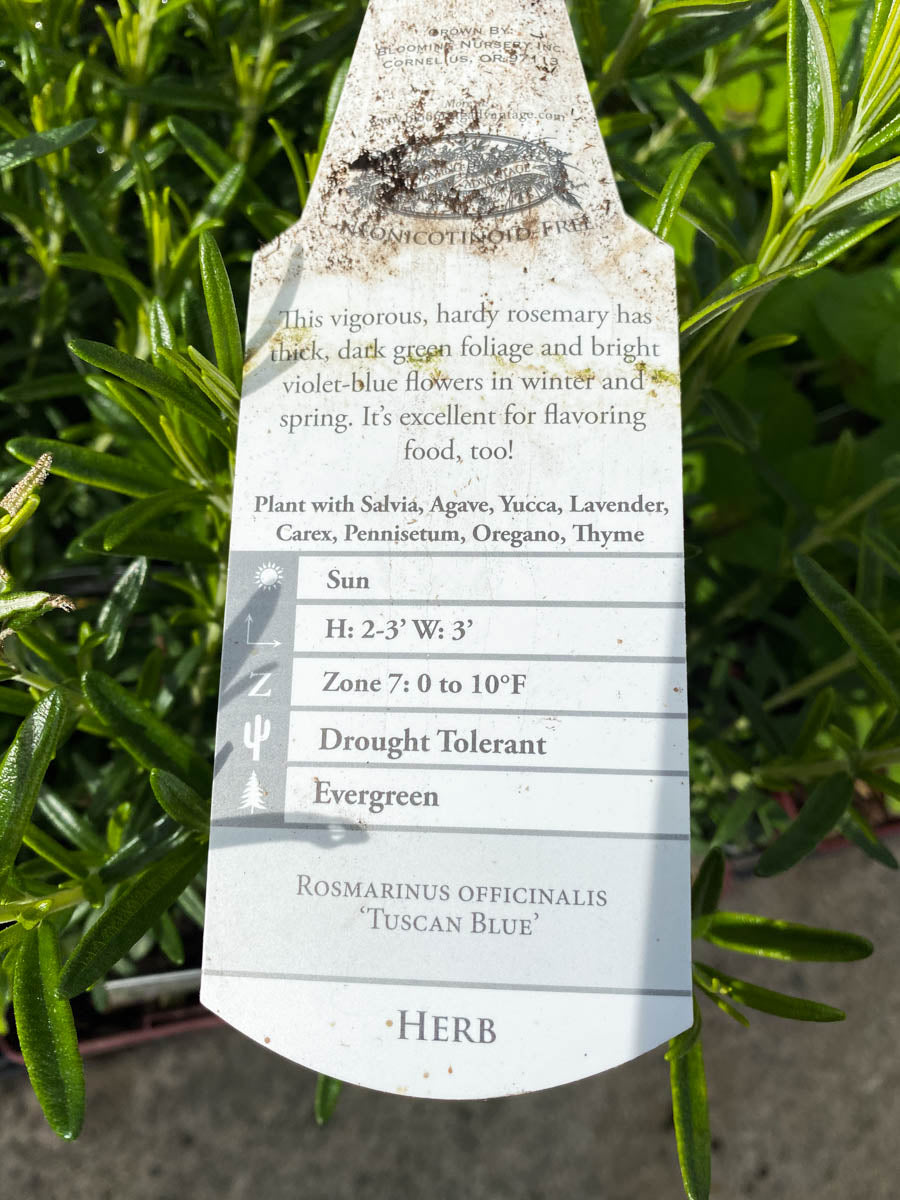 GROWN BY:
BLOOMING NURSERY INC
CORNELIUS, OR 97113
NEONICOTINOID FREE
This vigorous, hardy rosemary has
thick, dark green foliage and bright
violet-blue flowers in winter and
spring. It's excellent for flavoring
food, too!
Plant with Salvia, Agave, Yucca, Lavender,
Carex, Pennisetum, Oregano, Thyme
Sun
H: 2-3' W: 3'
Z Zone 7: 0 to 10°F
Drought Tolerant
Evergreen
ROSMARINUS OFFICINALIS
'TUSCAN BLUE'
HERB